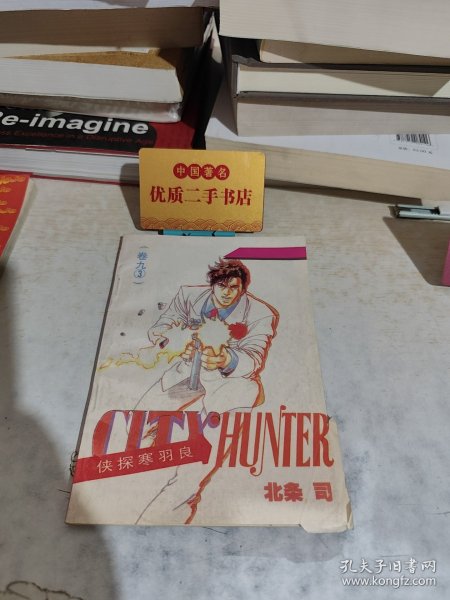 Re-imagine
中国著名
优质二手书店
(卷九③)
CITY HUNTER
侠探寒羽良
北条 司
孔夫子旧书网
www.kongfz.com